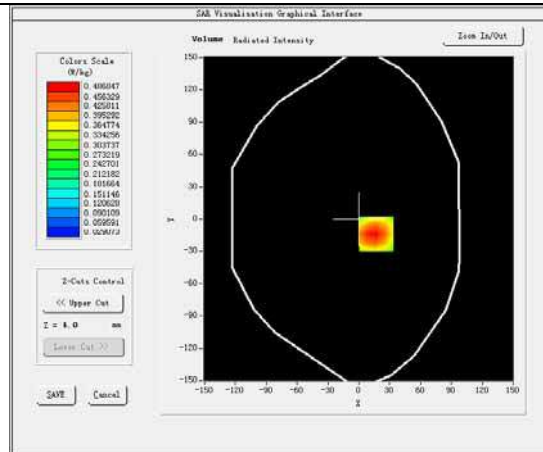 SAR Visualisation Graphical Interface
Volume Radiated Intensity
Zoom In/Out
Colors Scale
(W/kg)
0.486847
0.456329
0.425811
0.395292
0.364774
0.334256
0.303737
0.273219
0.242701
0.212182
0.181664
0.151146
0.120628
0.090109
0.059591
0.029073
Z-Cuts Control
<< Upper Cut
Z = 4.0 mm
Lower Cut >>
SAVE Cancel
150
120
90
60
30
0
-30
-60
-90
-120
-150
Y
-150 -120 -90 -60 -30 0 30 60 90 120 150
X